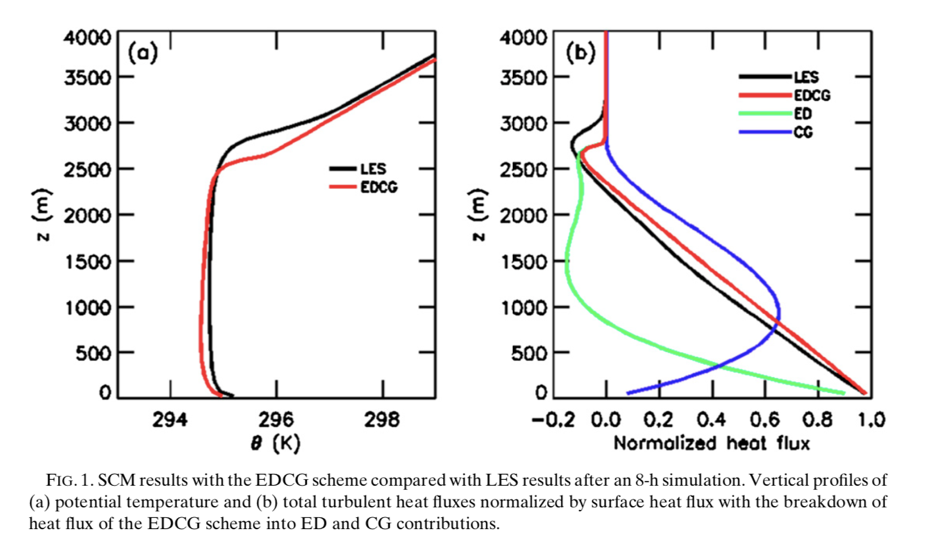 (a)
4000
3500
3000
2500
2000
1500
1000
500
0
z (m)
LES
EDCG
294 296 298
θ (K)
(b)
4000
3500
3000
2500
2000
1500
1000
500
0
z (m)
LES
EDCG
ED
CG
−0.2 0.0 0.2 0.4 0.6 0.8 1.0
Normalized heat flux
FIG. 1. SCM results with the EDCG scheme compared with LES results after an 8-h simulation. Vertical profiles of
(a) potential temperature and (b) total turbulent heat fluxes normalized by surface heat flux with the breakdown of
heat flux of the EDCG scheme into ED and CG contributions.